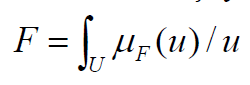 F = ∫_U μ_F(u) / u